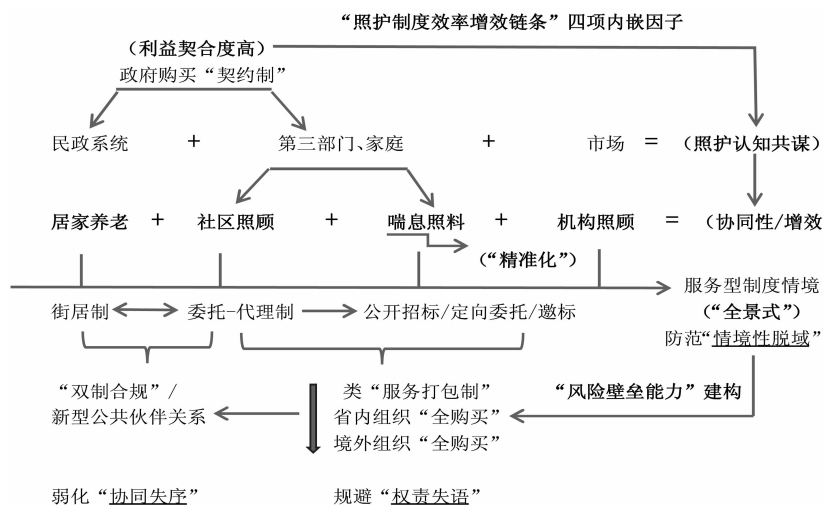 “照护制度效率增效链条”四项内嵌因子
（利益契合度高）
政府购买“契约制”
民政系统 + 第三部门、家庭 + 市场 = （照护认知共谋）
居家养老 + 社区照顾 + 喘息照料 + 机构照顾 = （协同性/增效
（“精准化”）
服务型制度情境
街居制 委托-代理制 公开招标/定向委托/邀标 （“全景式”）
防范“情境性脱域”
“双制合规”/ 类“服务打包制” “风险壁垒能力”建构
新型公共伙伴关系 省内组织“全购买”
境外组织“全购买”
弱化“协同失序” 规避“权责失语”